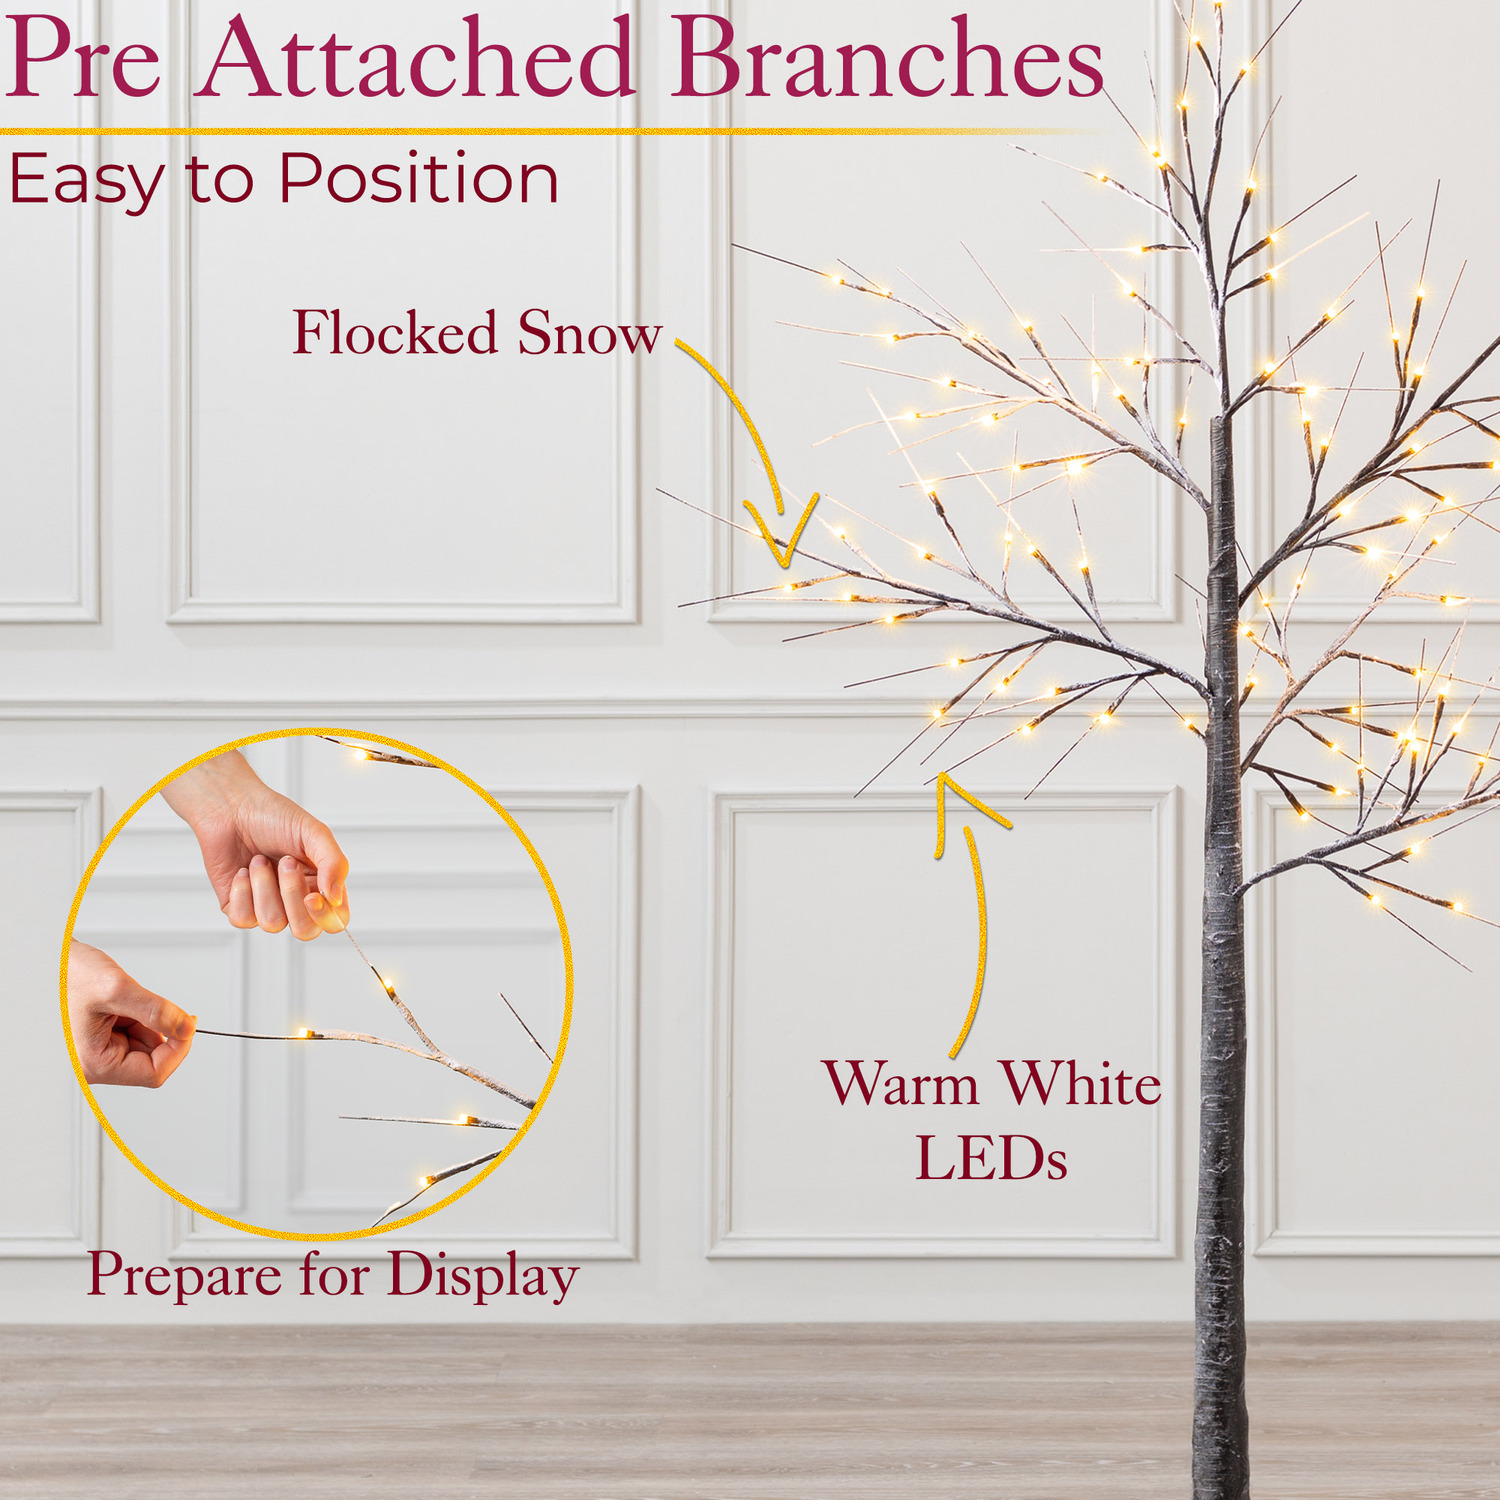 Pre Attached Branches
Easy to Position
Flocked Snow
Warm White
LEDs
Prepare for Display